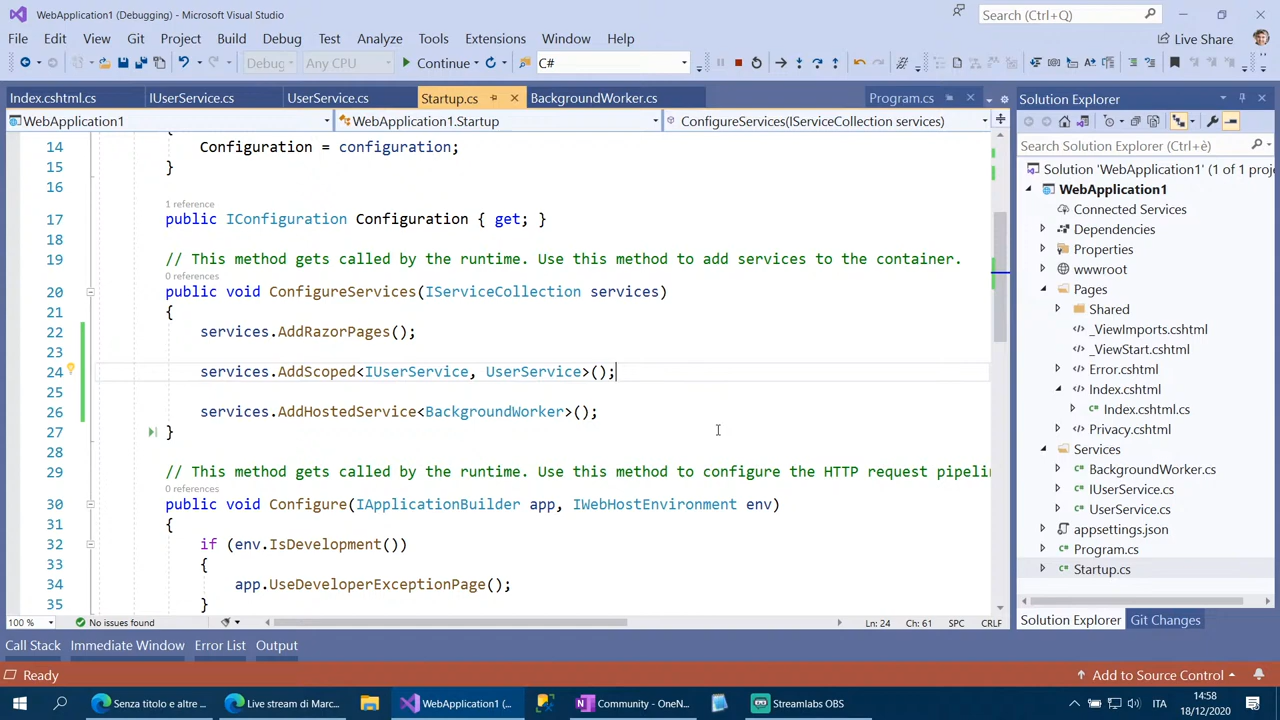 WebApplication1 (Debugging) - Microsoft Visual Studio
Search (Ctrl+Q)
File Edit View Git Project Build Debug Test Analyze Tools Extensions Window Help
Live Share
Debug Any CPU Continue C#
Index.cshtml.cs IUserService.cs UserService.cs Startup.cs BackgroundWorker.cs Program.cs
WebApplication1 WebApplication1.Startup ConfigureServices(IServiceCollection services)
14 Configuration = configuration;
15 }
16
1 reference
17 public IConfiguration Configuration { get; }
18
19 // This method gets called by the runtime. Use this method to add services to the container.
0 references
20 public void ConfigureServices(IServiceCollection services)
21 {
22 services.AddRazorPages();
23
24 services.AddScoped<IUserService, UserService>();
25
26 services.AddHostedService<BackgroundWorker>();
27 }
28
29 // This method gets called by the runtime. Use this method to configure the HTTP request pipelin
0 references
30 public void Configure(IApplicationBuilder app, IWebHostEnvironment env)
31 {
32 if (env.IsDevelopment())
33 {
34 app.UseDeveloperExceptionPage();
35 }
100 % No issues found Ln: 24 Ch: 61 SPC CRLF
Solution Explorer
Search Solution Explorer (Ctrl+è)
Solution 'WebApplication1' (1 of 1 proje
WebApplication1
Connected Services
Dependencies
Properties
wwwroot
Pages
Shared
_ViewImports.cshtml
_ViewStart.cshtml
Error.cshtml
Index.cshtml
Index.cshtml.cs
Privacy.cshtml
Services
BackgroundWorker.cs
IUserService.cs
UserService.cs
appsettings.json
Program.cs
Startup.cs
Solution Explorer Git Changes
Call Stack Immediate Window Error List Output
Ready Add to Source Control
Senza titolo e altre ... Live stream di Marc... WebApplication1 (... Community - OneN... Streamlabs OBS ITA
14:58
18/12/2020